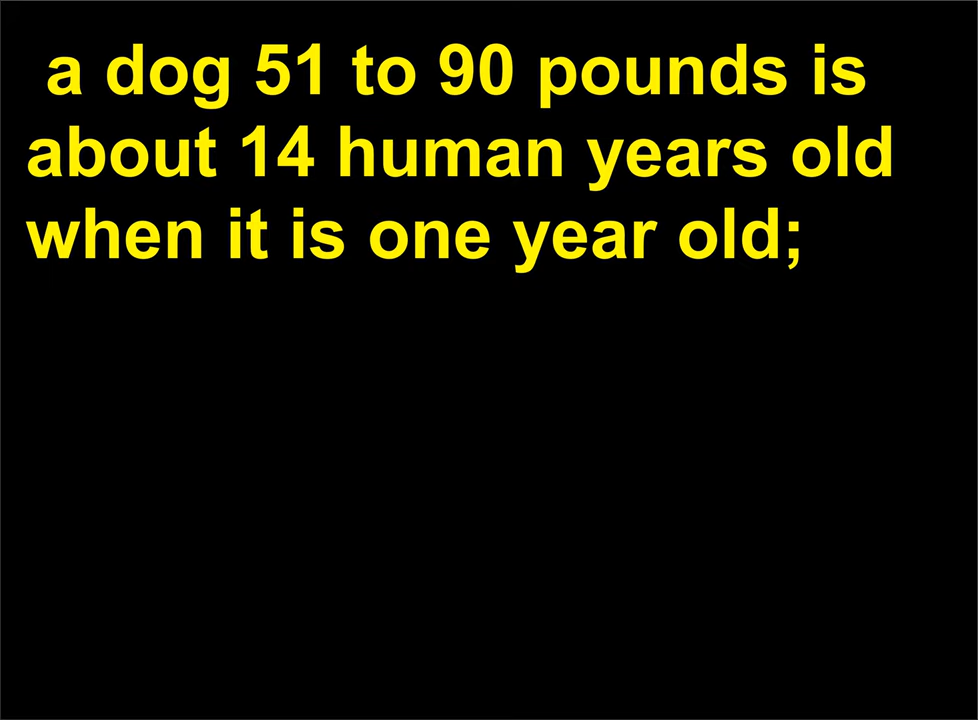 a dog 51 to 90 pounds is
about 14 human years old
when it is one year old;